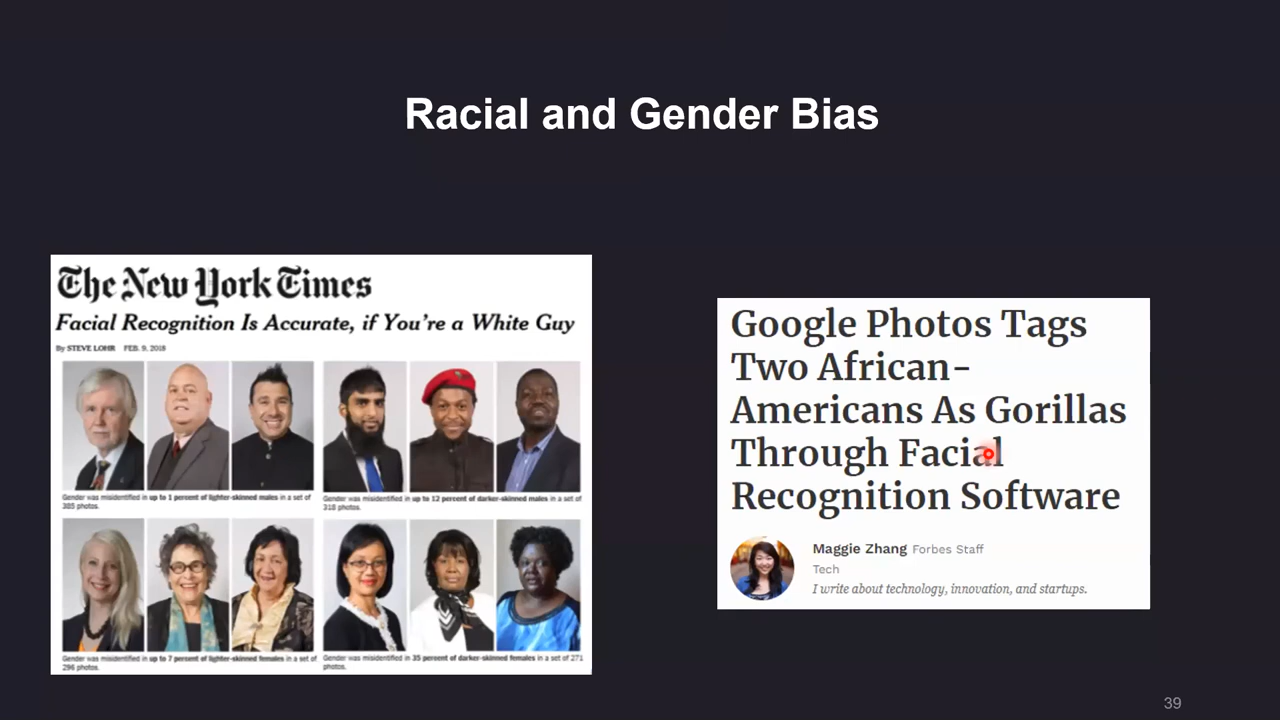 Racial and Gender Bias
The New York Times
Facial Recognition Is Accurate, if You're a White Guy
By STEVE LOHR FEB. 9, 2018
Gender was misidentified in up to 1 percent of lighter-skinned males in a set of
385 photos.
Gender was misidentified in up to 12 percent of darker-skinned males in a set of
318 photos.
Gender was misidentified in up to 7 percent of lighter-skinned females in a set of
296 photos.
Gender was misidentified in 35 percent of darker-skinned females in a set of 271
photos.
Google Photos Tags
Two African-
Americans As Gorillas
Through Facial
Recognition Software
Maggie Zhang Forbes Staff
Tech
I write about technology, innovation, and startups.
39